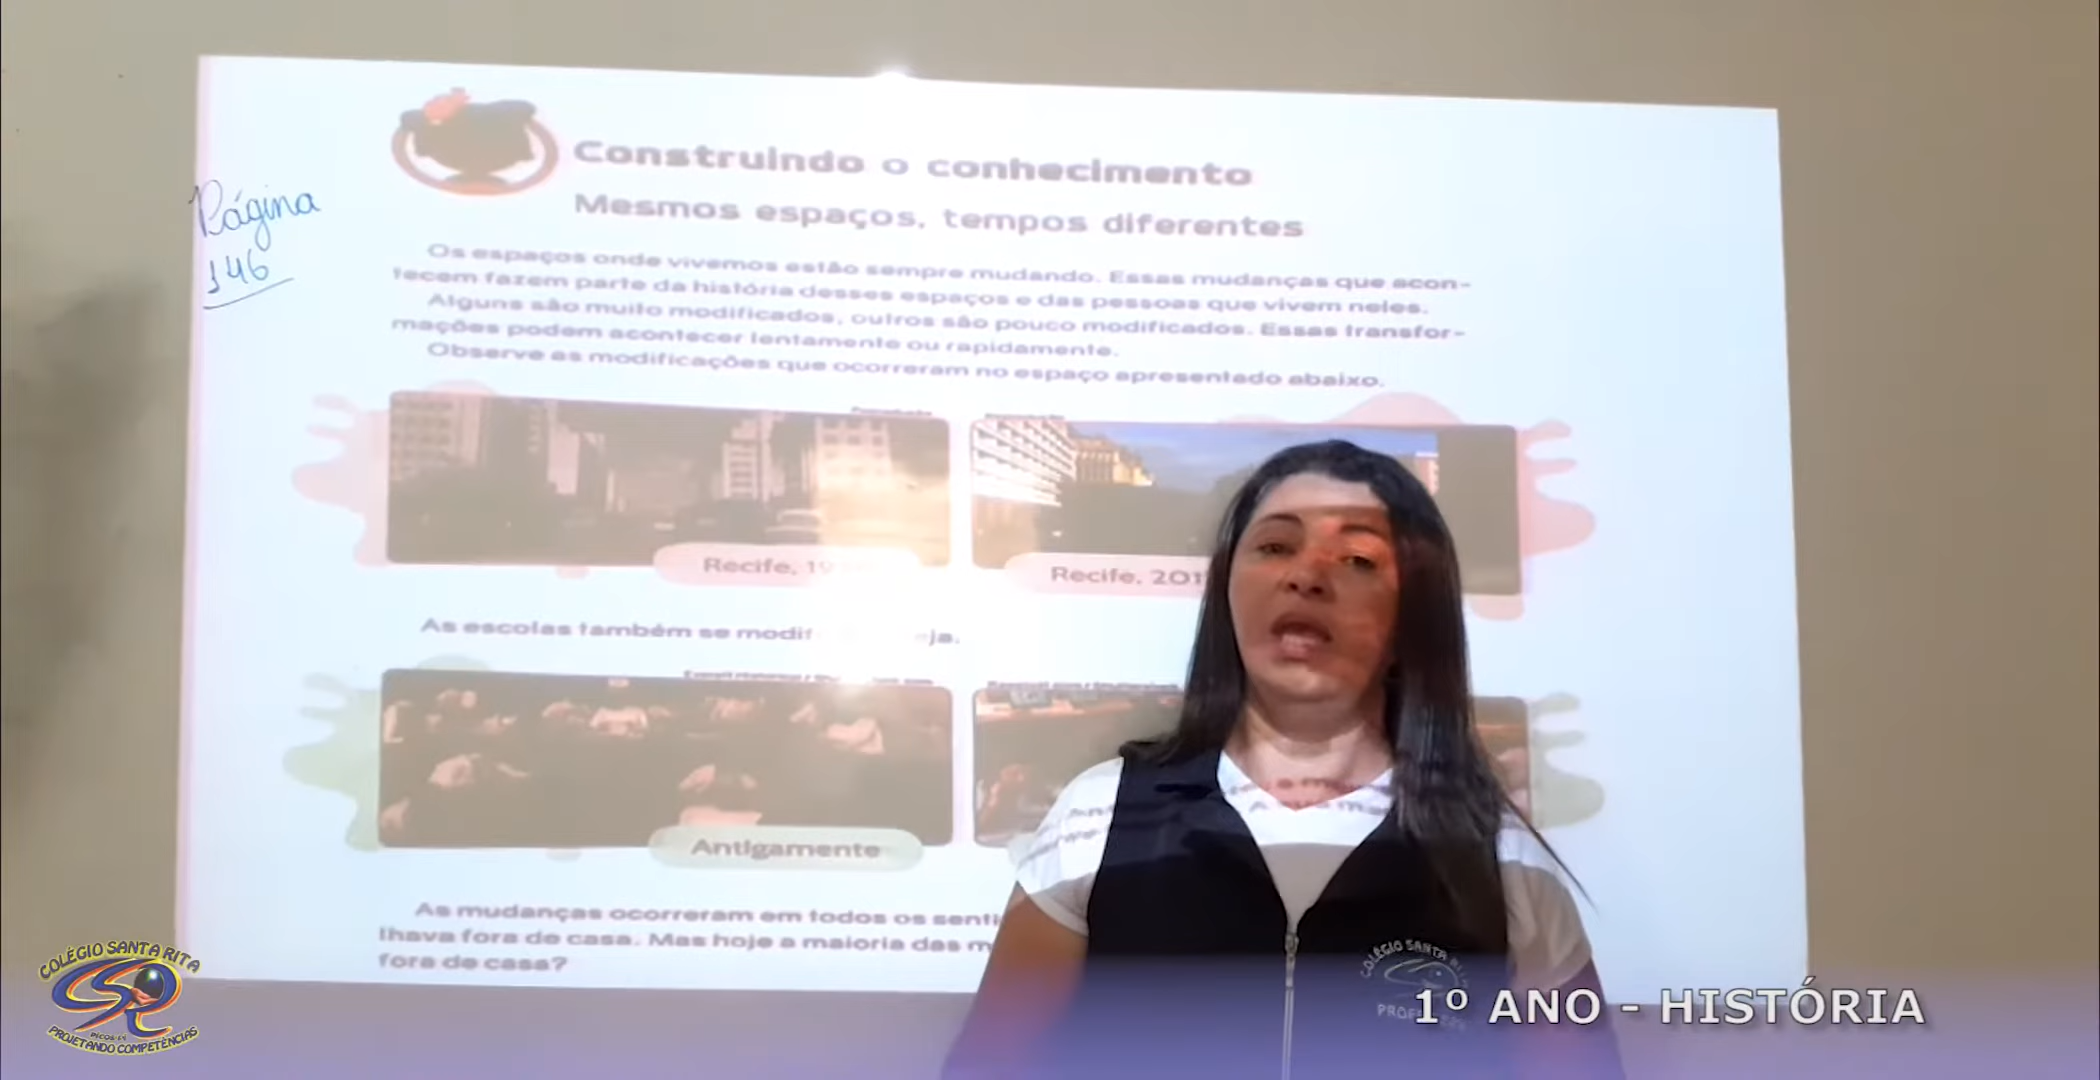 Página
146
Construindo o conhecimento
Mesmos espaços, tempos diferentes
Os espaços onde vivemos estão sempre mudando. Essas mudanças que acon-
tecem fazem parte da história desses espaços e das pessoas que vivem neles.
Alguns são muito modificados, outros são pouco modificados. Essas transfor-
mações podem acontecer lentamente ou rapidamente.
Observe as modificações que ocorreram no espaço apresentado abaixo.
Recife, 19
Recife, 201
As escolas também se modif
Antigamente
As mudanças ocorreram em todos os senti
lhava fora de casa. Mas hoje a maioria das m
fora de casa?
COLÉGIO SANTA RITA
PROJETANDO COMPETÊNCIAS
COLÉGIO SANTA
1º ANO - HISTÓRIA